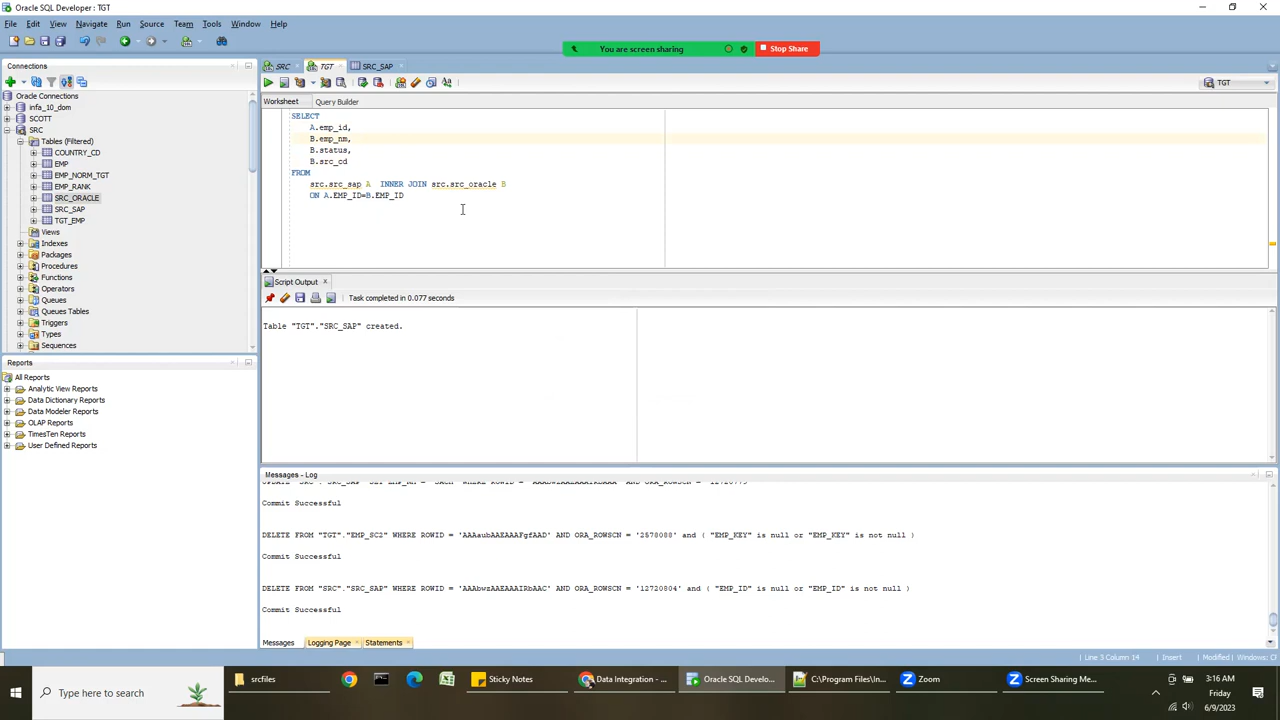 Oracle SQL Developer : TGT
File Edit View Navigate Run Source Team Tools Window Help
You are screen sharing Stop Share
Connections
SRC TGT SRC_SAP
TGT
Oracle Connections
infa_10_dom
SCOTT
SRC
Tables (Filtered)
COUNTRY_CD
EMP
EMP_NORM_TGT
EMP_RANK
SRC_ORACLE
SRC_SAP
TGT_EMP
Views
Indexes
Packages
Procedures
Functions
Operators
Queues
Queues Tables
Triggers
Types
Sequences
Worksheet Query Builder
SELECT
A.emp_id,
B.emp_nm,
B.status,
B.src_cd
FROM
src.src_sap A INNER JOIN src.src_oracle B
ON A.EMP_ID=B.EMP_ID
Script Output
Task completed in 0.077 seconds
Table "TGT"."SRC_SAP" created.
Reports
All Reports
Analytic View Reports
Data Dictionary Reports
Data Modeler Reports
OLAP Reports
TimesTen Reports
User Defined Reports
Messages - Log
Commit Successful
DELETE FROM "TGT"."EMP_SC2" WHERE ROWID = 'AAAaubAAEAAAFgfAAD' AND ORA_ROWSCN = '2578088' and ( "EMP_KEY" is null or "EMP_KEY" is not null )
Commit Successful
DELETE FROM "SRC"."SRC_SAP" WHERE ROWID = 'AAAbwzAAEAAAIRbAAC' AND ORA_ROWSCN = '12720804' and ( "EMP_ID" is null or "EMP_ID" is not null )
Commit Successful
Messages Logging Page Statements
Line 3 Column 14 Insert Modified Windows: C
Type here to search
srcfiles
Sticky Notes
Data Integration - ...
Oracle SQL Develo...
C:\Program Files\In...
Zoom
Screen Sharing Me...
3:16 AM
Friday
6/9/2023